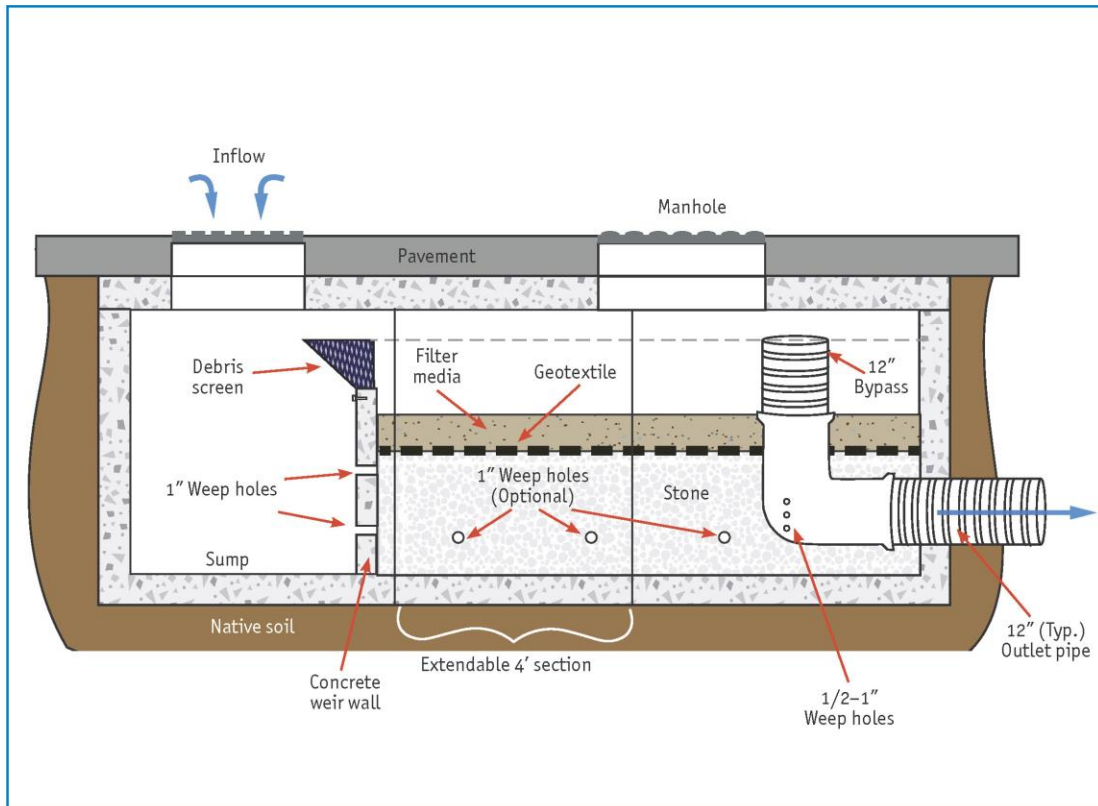 Inflow
Manhole
Pavement
Debris
screen
Filter
media
Geotextile
12″
Bypass
1″ Weep holes
1″ Weep holes
(Optional)
Stone
Sump
Native soil
Extendable 4′ section
Concrete
weir wall
1/2–1″
Weep holes
12″ (Typ.)
Outlet pipe